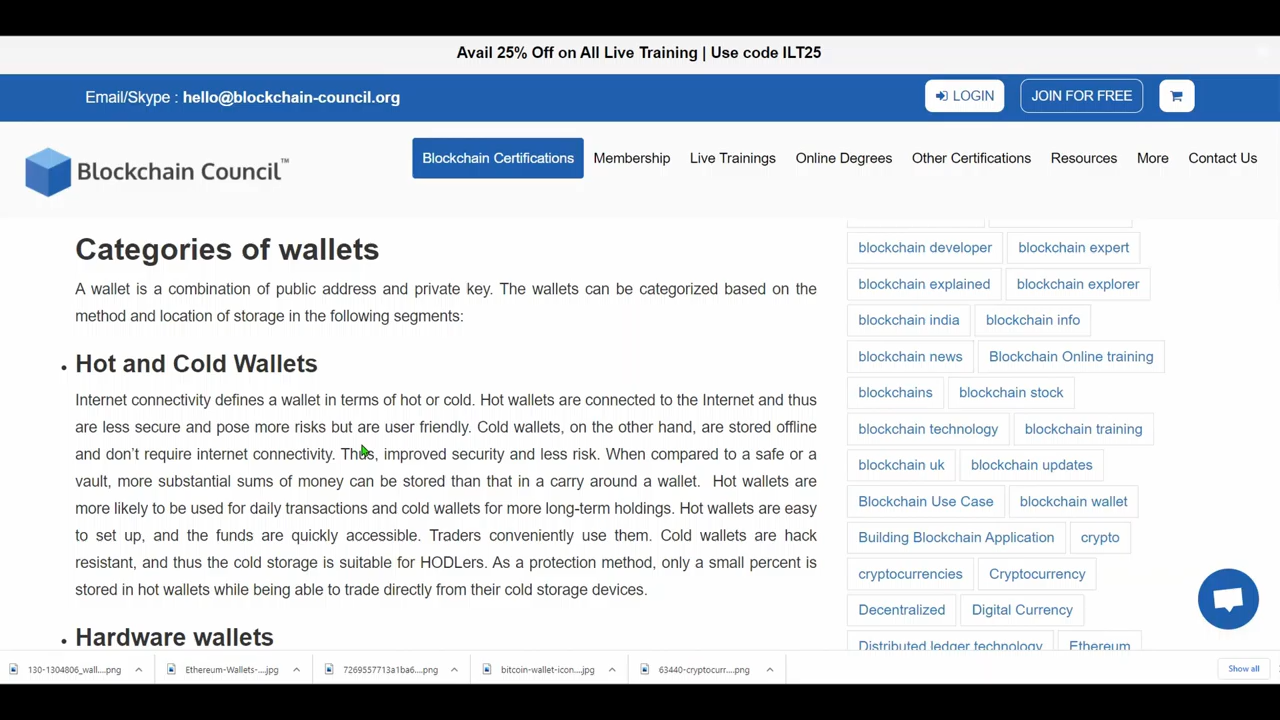 Avail 25% Off on All Live Training | Use code ILT25
Email/Skype : hello@blockchain-council.org
LOGIN
JOIN FOR FREE
Blockchain Council™
Blockchain Certifications
Membership
Live Trainings
Online Degrees
Other Certifications
Resources
More
Contact Us
Categories of wallets
A wallet is a combination of public address and private key. The wallets can be categorized based on the
method and location of storage in the following segments:
• Hot and Cold Wallets
Internet connectivity defines a wallet in terms of hot or cold. Hot wallets are connected to the Internet and thus
are less secure and pose more risks but are user friendly. Cold wallets, on the other hand, are stored offline
and don't require internet connectivity. Thus, improved security and less risk. When compared to a safe or a
vault, more substantial sums of money can be stored than that in a carry around a wallet. Hot wallets are
more likely to be used for daily transactions and cold wallets for more long-term holdings. Hot wallets are easy
to set up, and the funds are quickly accessible. Traders conveniently use them. Cold wallets are hack
resistant, and thus the cold storage is suitable for HODLers. As a protection method, only a small percent is
stored in hot wallets while being able to trade directly from their cold storage devices.
• Hardware wallets
blockchain developer
blockchain expert
blockchain explained
blockchain explorer
blockchain india
blockchain info
blockchain news
Blockchain Online training
blockchains
blockchain stock
blockchain technology
blockchain training
blockchain uk
blockchain updates
Blockchain Use Case
blockchain wallet
Building Blockchain Application
crypto
cryptocurrencies
Cryptocurrency
Decentralized
Digital Currency
Distributed ledger technology
Ethereum
130-1304806_wall....png
Ethereum-Wallets-....jpg
7269557713a1ba6....png
bitcoin-wallet-icon....jpg
63440-cryptocurr....png
Show all